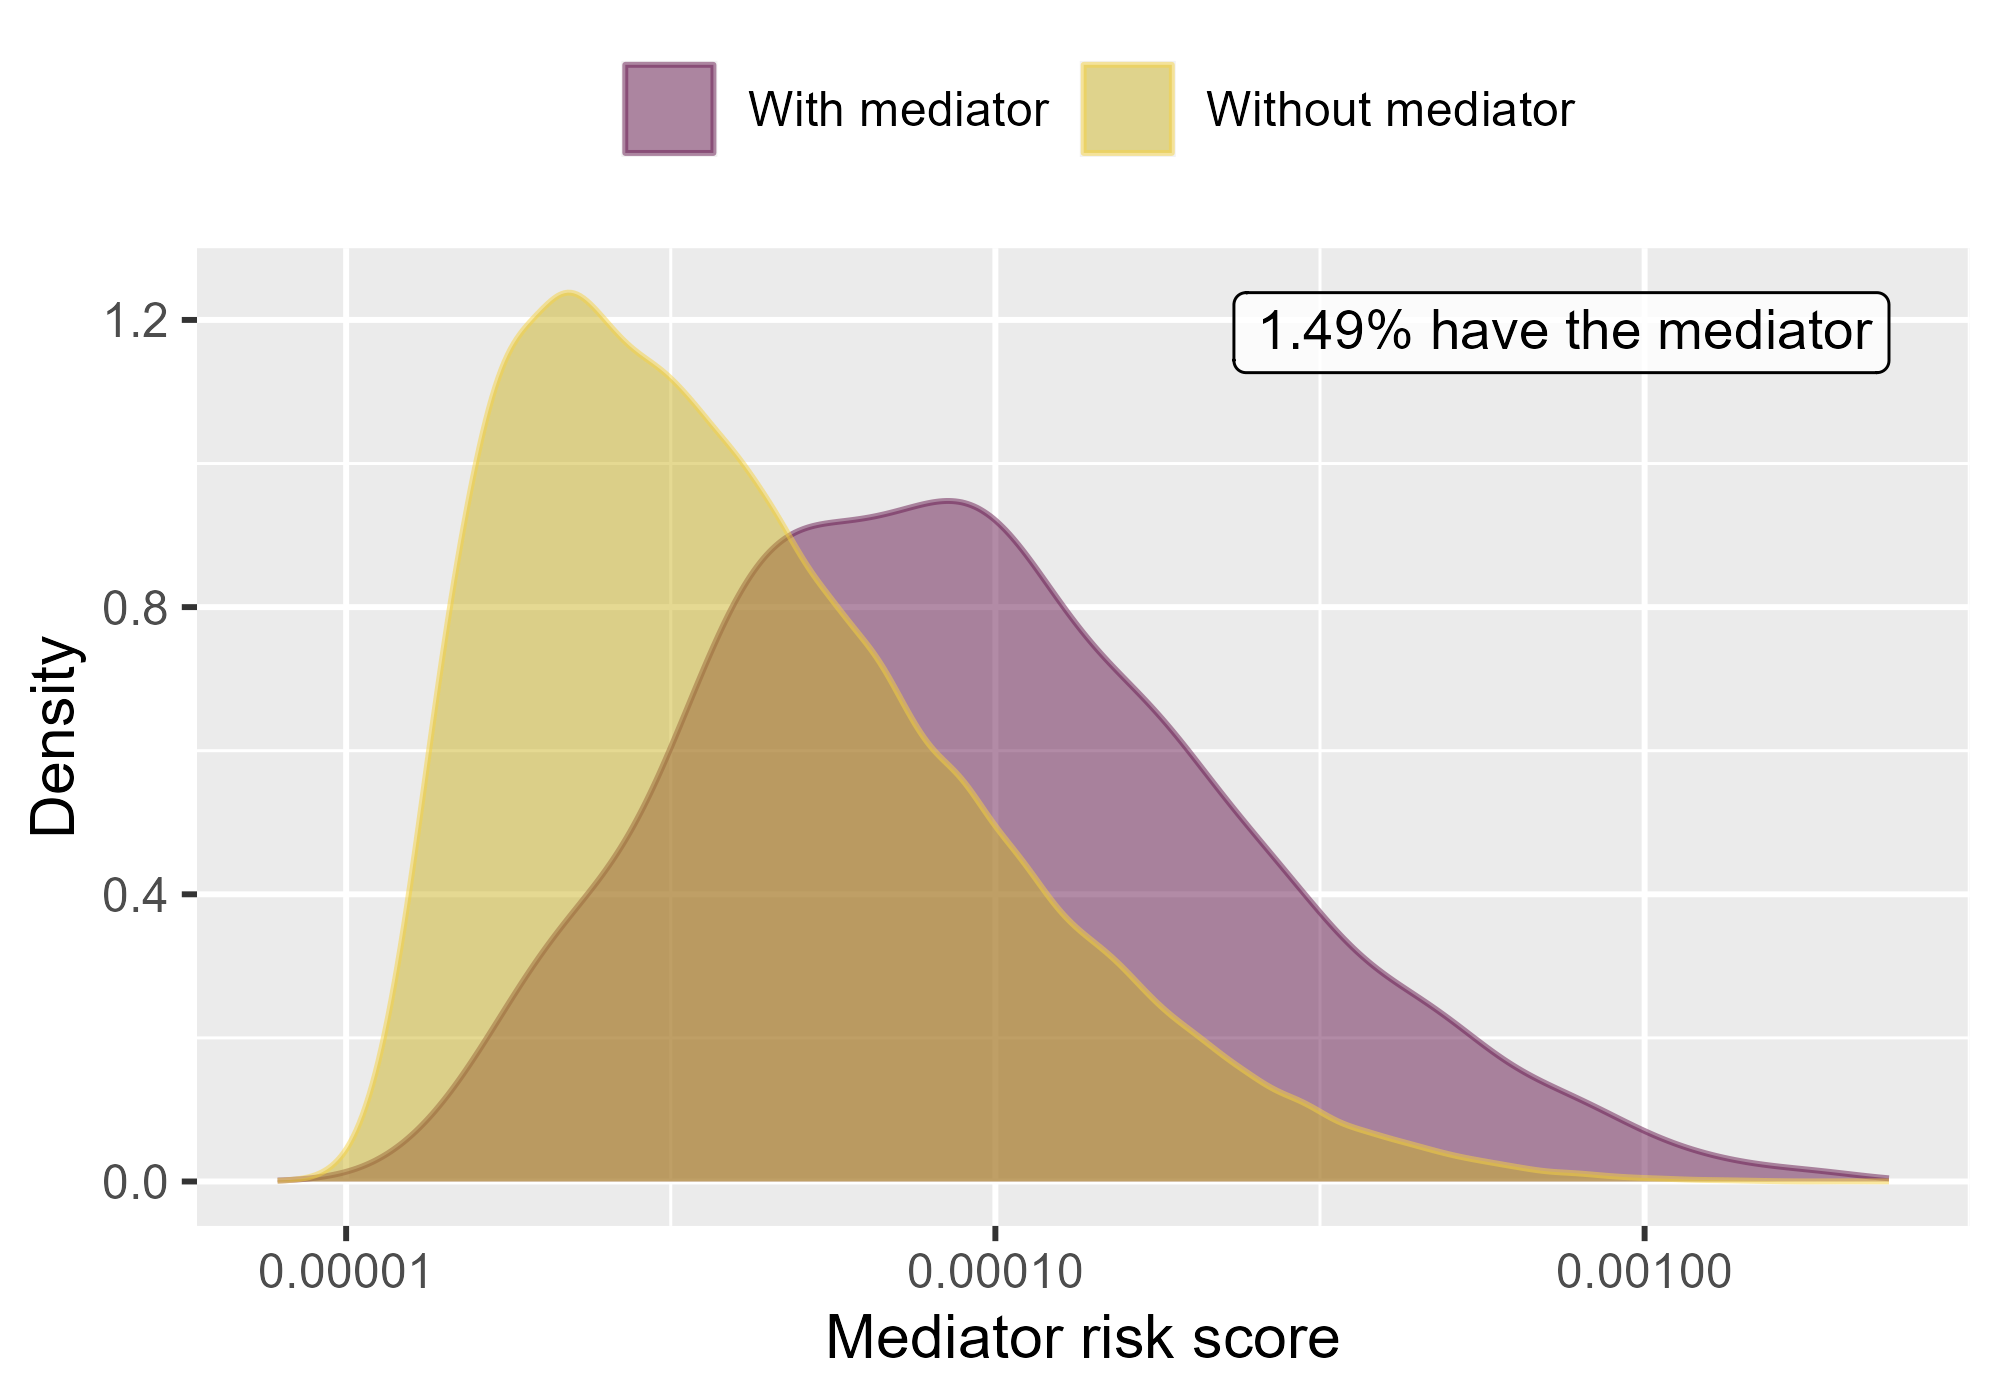 With mediator
Without mediator
1.49% have the mediator
Density
1.2
0.8
0.4
0.0
0.00001
0.00010
0.00100
Mediator risk score